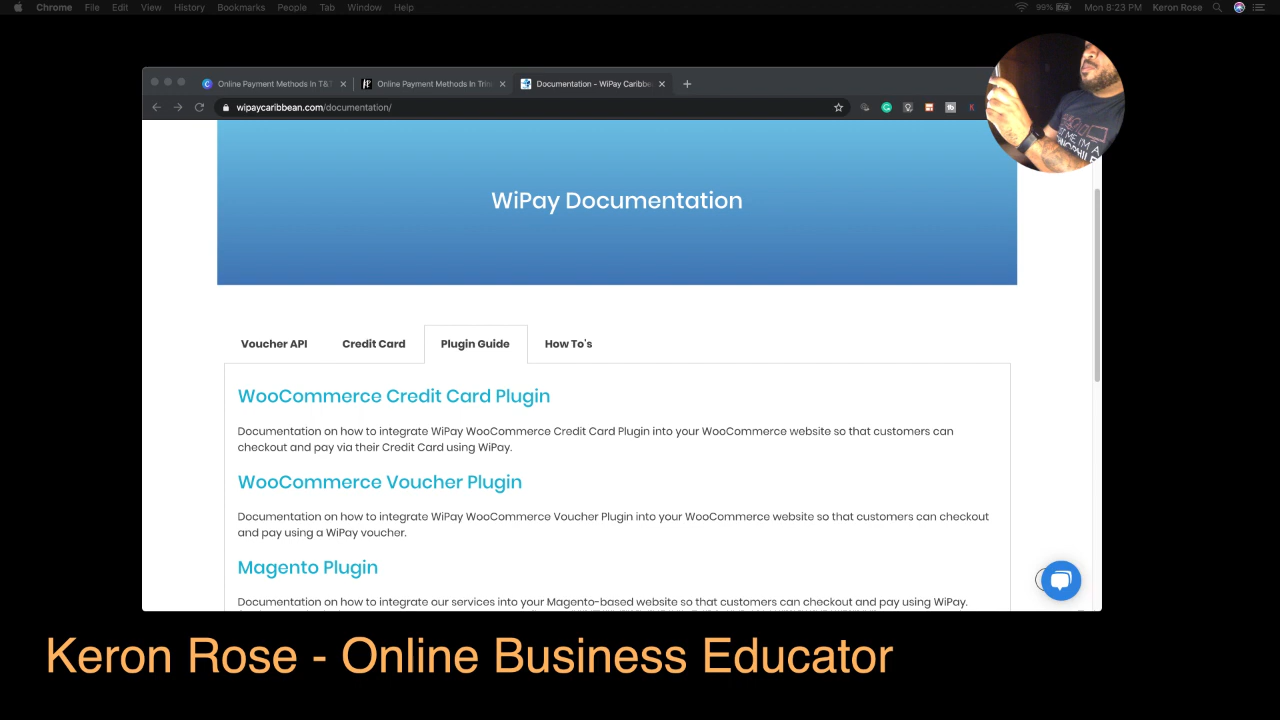 Chrome File Edit View History Bookmarks People Tab Window Help 99% Mon 8:23 PM Keron Rose
Online Payment Methods In T&T Online Payment Methods In Trin Documentation - WiPay Caribbe
wipaycaribbean.com/documentation/
WiPay Documentation
Voucher API Credit Card Plugin Guide How To's
WooCommerce Credit Card Plugin
Documentation on how to integrate WiPay WooCommerce Credit Card Plugin into your WooCommerce website so that customers can
checkout and pay via their Credit Card using WiPay.
WooCommerce Voucher Plugin
Documentation on how to integrate WiPay WooCommerce Voucher Plugin into your WooCommerce website so that customers can checkout
and pay using a WiPay voucher.
Magento Plugin
Documentation on how to integrate our services into your Magento-based website so that customers can checkout and pay using WiPay.
Keron Rose - Online Business Educator